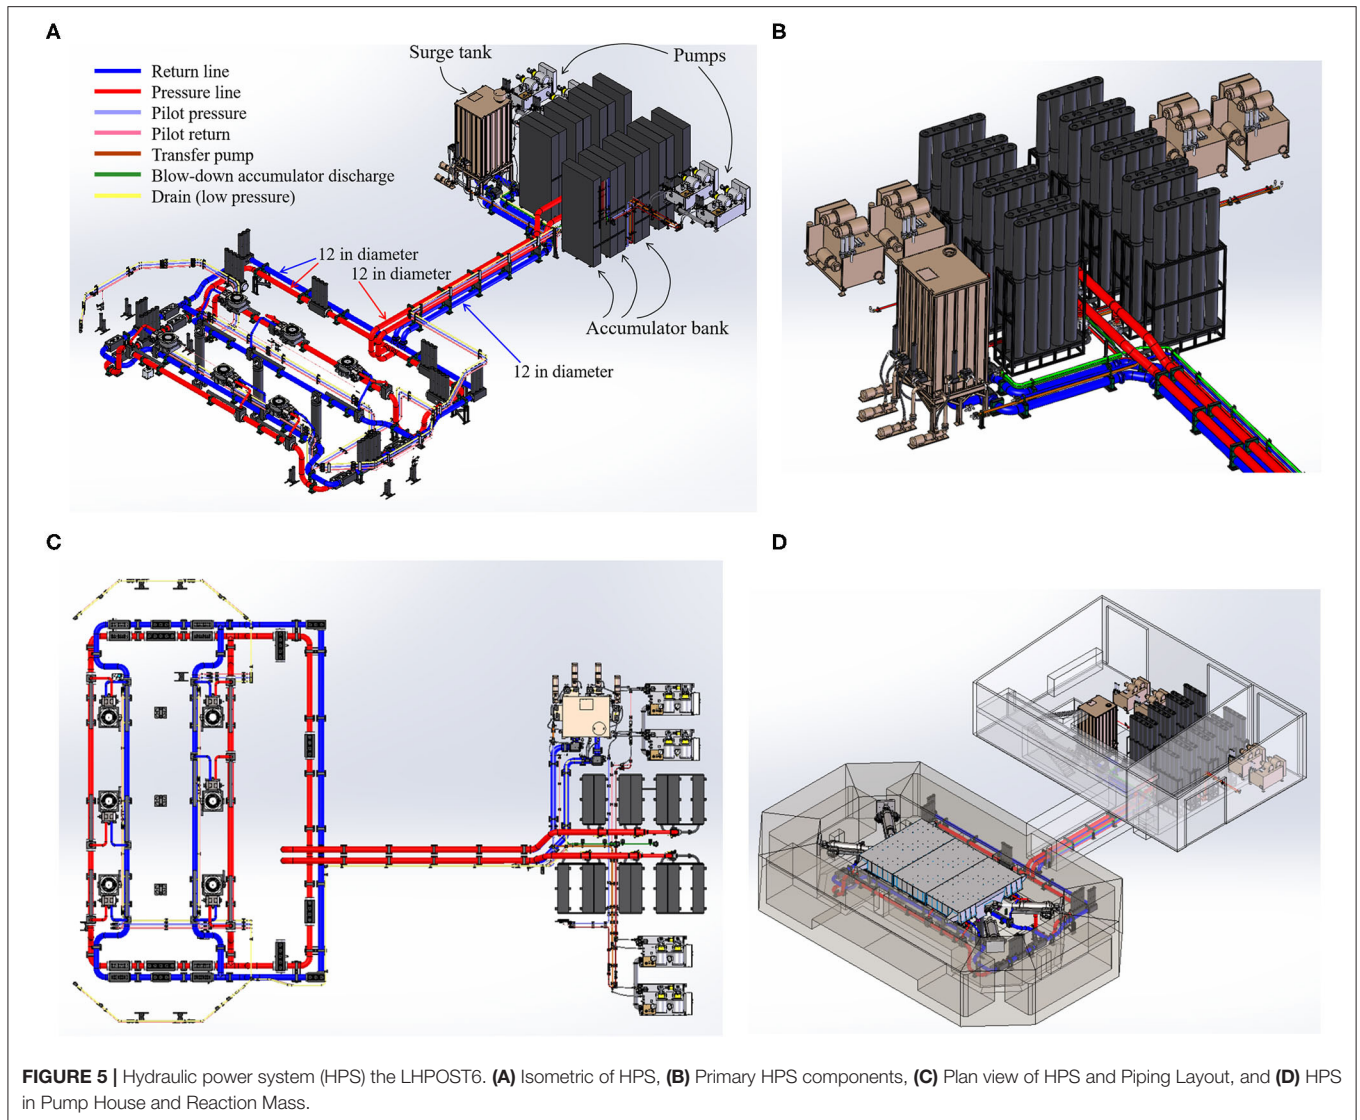 A
Surge tank
Pumps
Return line
Pressure line
Pilot pressure
Pilot return
Transfer pump
Blow-down accumulator discharge
Drain (low pressure)
12 in diameter
12 in diameter
Accumulator bank
12 in diameter
B
C
D
FIGURE 5 | Hydraulic power system (HPS) the LHPOST6. (A) Isometric of HPS, (B) Primary HPS components, (C) Plan view of HPS and Piping Layout, and (D) HPS
in Pump House and Reaction Mass.